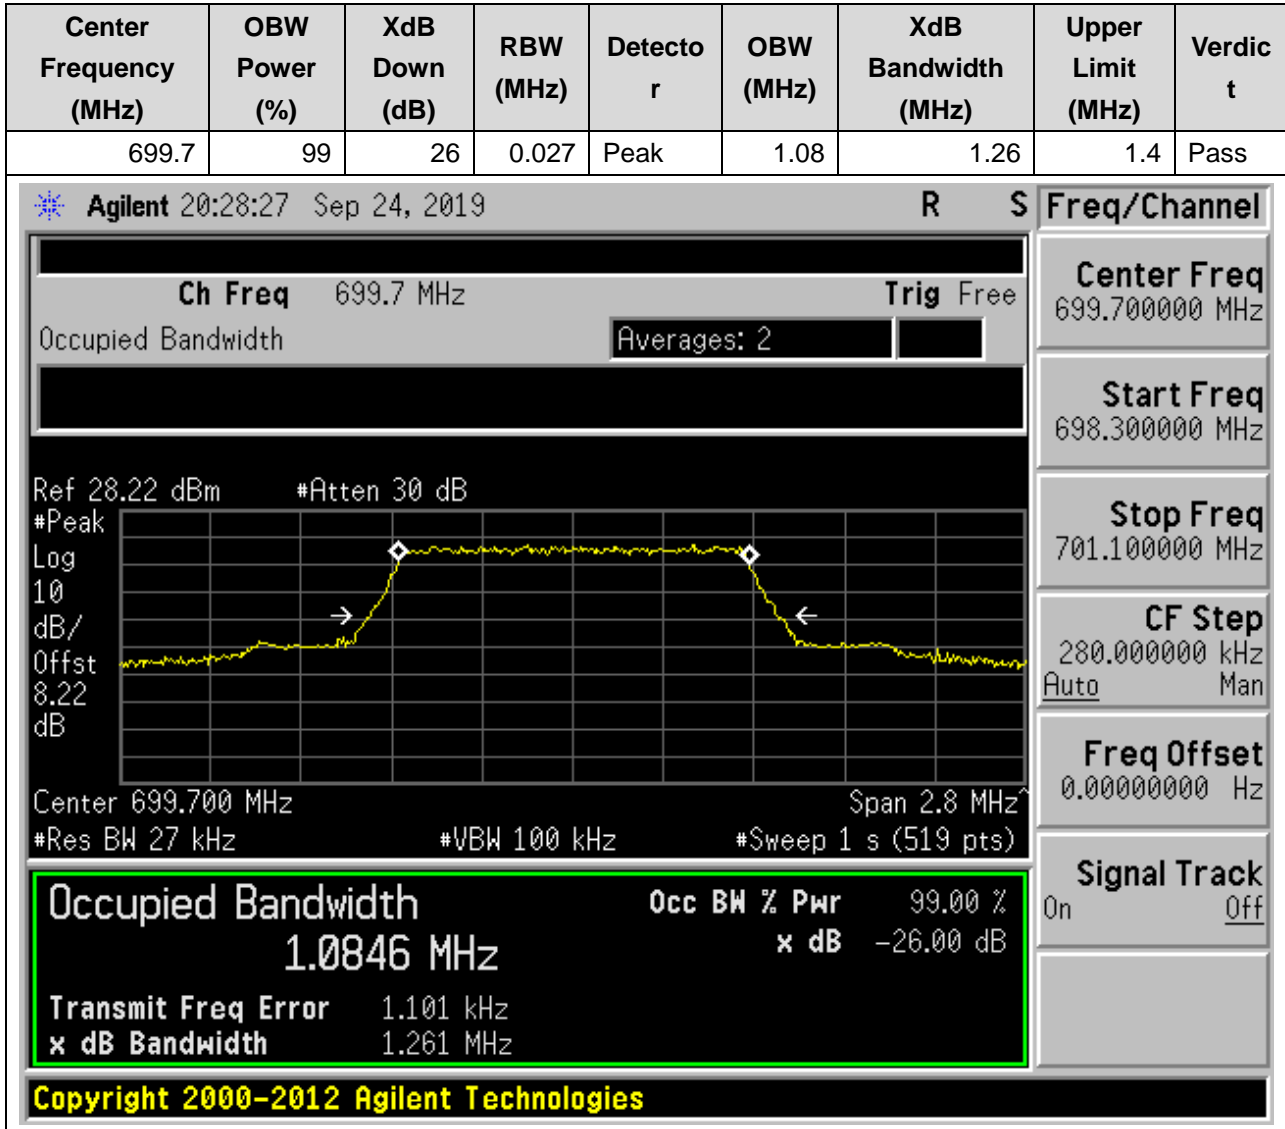 Center Frequency (MHz) OBW Power (%) XdB Down (dB) RBW (MHz) Detecto r OBW (MHz) XdB Bandwidth (MHz) Upper Limit (MHz) Verdic t
699.7 99 26 0.027 Peak 1.08 1.26 1.4 Pass
Agilent 20:28:27 Sep 24, 2019 R S
Freq/Channel
Ch Freq 699.7 MHz Trig Free
Occupied Bandwidth Averages: 2
Center Freq
699.700000 MHz
Start Freq
698.300000 MHz
Stop Freq
701.100000 MHz
CF Step
280.000000 kHz
Auto Man
Freq Offset
0.00000000 Hz
Signal Track
On Off
Ref 28.22 dBm #Atten 30 dB
#Peak
Log
10
dB/
Offst
8.22
dB
Center 699.700 MHz Span 2.8 MHz^
#Res BW 27 kHz #VBW 100 kHz #Sweep 1 s (519 pts)
Occupied Bandwidth Occ BW % Pwr 99.00 %
1.0846 MHz x dB -26.00 dB
Transmit Freq Error 1.101 kHz
x dB Bandwidth 1.261 MHz
Copyright 2000-2012 Agilent Technologies